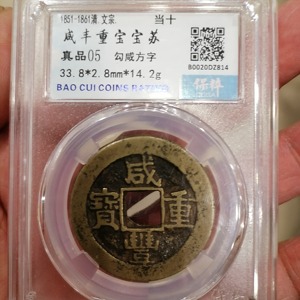 1851-1861清.文宗. 当十
咸丰重宝宝苏
真品05 勾咸方字
33.8*2.8mm*14.2g
BAO CUI COINS RATING
保粹
B0020DZ814
咸
寶 重
豐